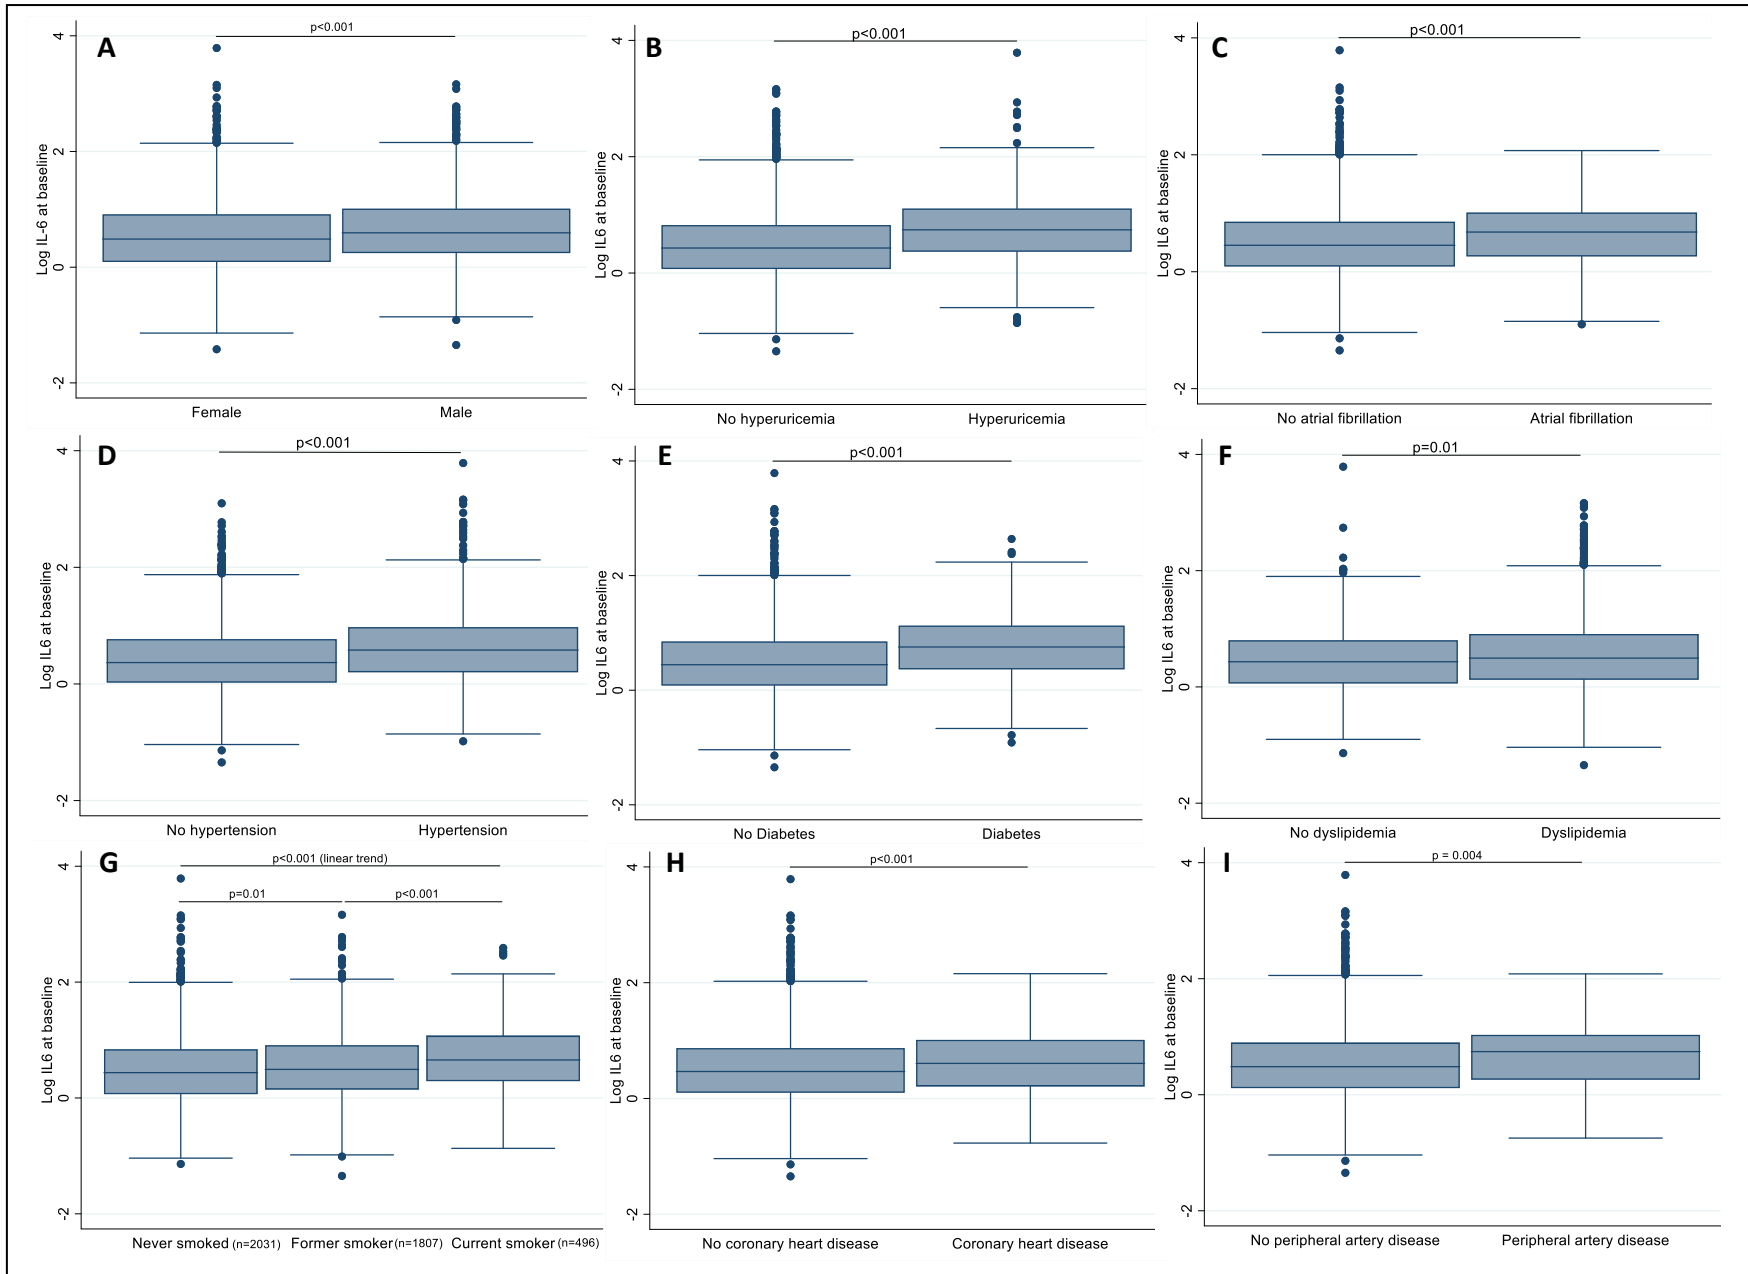 A
p<0.001
Log IL-6 at baseline
4
2
0
-2
Female Male
B
p<0.001
Log IL6 at baseline
4
2
0
-2
No hyperuricemia Hyperuricemia
C
p<0.001
Log IL6 at baseline
4
2
0
-2
No atrial fibrillation Atrial fibrillation
D
p<0.001
Log IL6 at baseline
4
2
0
-2
No hypertension Hypertension
E
p<0.001
Log IL6 at baseline
4
2
0
-2
No Diabetes Diabetes
F
p=0.01
Log IL6 at baseline
4
2
0
-2
No dyslipidemia Dyslipidemia
G
p<0.001 (linear trend)
p=0.01 p<0.001
Log IL6 at baseline
4
2
0
-2
Never smoked (n=2031) Former smoker (n=1807) Current smoker (n=496)
H
p<0.001
Log IL6 at baseline
4
2
0
-2
No coronary heart disease Coronary heart disease
I
p = 0.004
Log IL6 at baseline
4
2
0
-2
No peripheral artery disease Peripheral artery disease